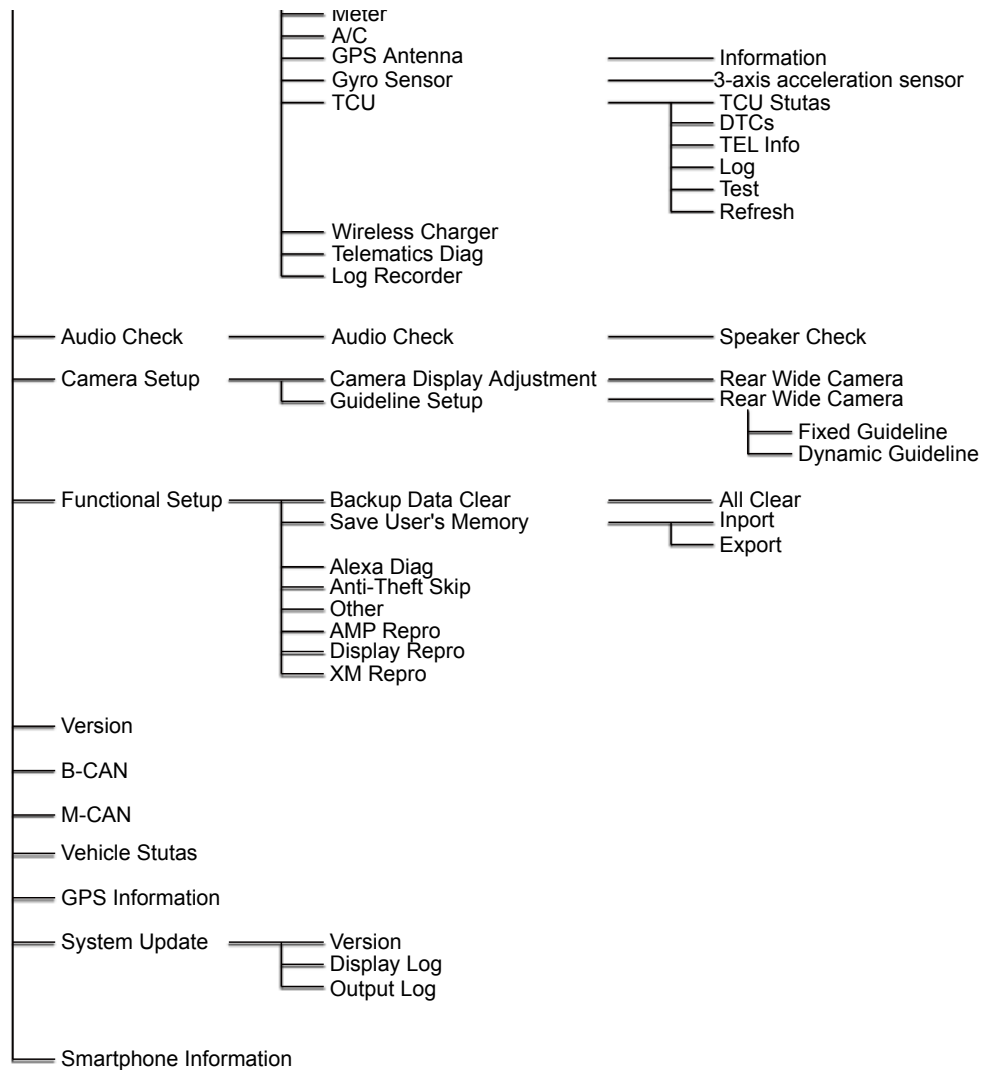 Meter
A/C
GPS Antenna Information
Gyro Sensor 3-axis acceleration sensor
TCU TCU Stutas
DTCs
TEL Info
Log
Test
Refresh
Wireless Charger
Telematics Diag
Log Recorder
Audio Check Audio Check Speaker Check
Camera Setup Camera Display Adjustment Rear Wide Camera
Guideline Setup Rear Wide Camera
Fixed Guideline
Dynamic Guideline
Functional Setup Backup Data Clear All Clear
Save User's Memory Inport
Export
Alexa Diag
Anti-Theft Skip
Other
AMP Repro
Display Repro
XM Repro
Version
B-CAN
M-CAN
Vehicle Stutas
GPS Information
System Update Version
Display Log
Output Log
Smartphone Information